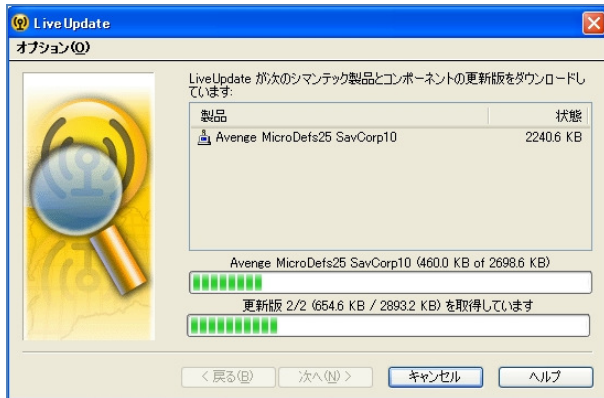 LiveUpdate
オプション(O)
LiveUpdate が次のシマンテック製品とコンポーネントの更新版をダウンロードし
ています:
製品 状態
Avenge MicroDefs25 SavCorp10 2240.6 KB
Avenge MicroDefs25 SavCorp10 (460.0 KB of 2698.6 KB)
更新版 2/2 (654.6 KB / 2893.2 KB) を取得しています
< 戻る(B) 次へ(N) > キャンセル ヘルプ